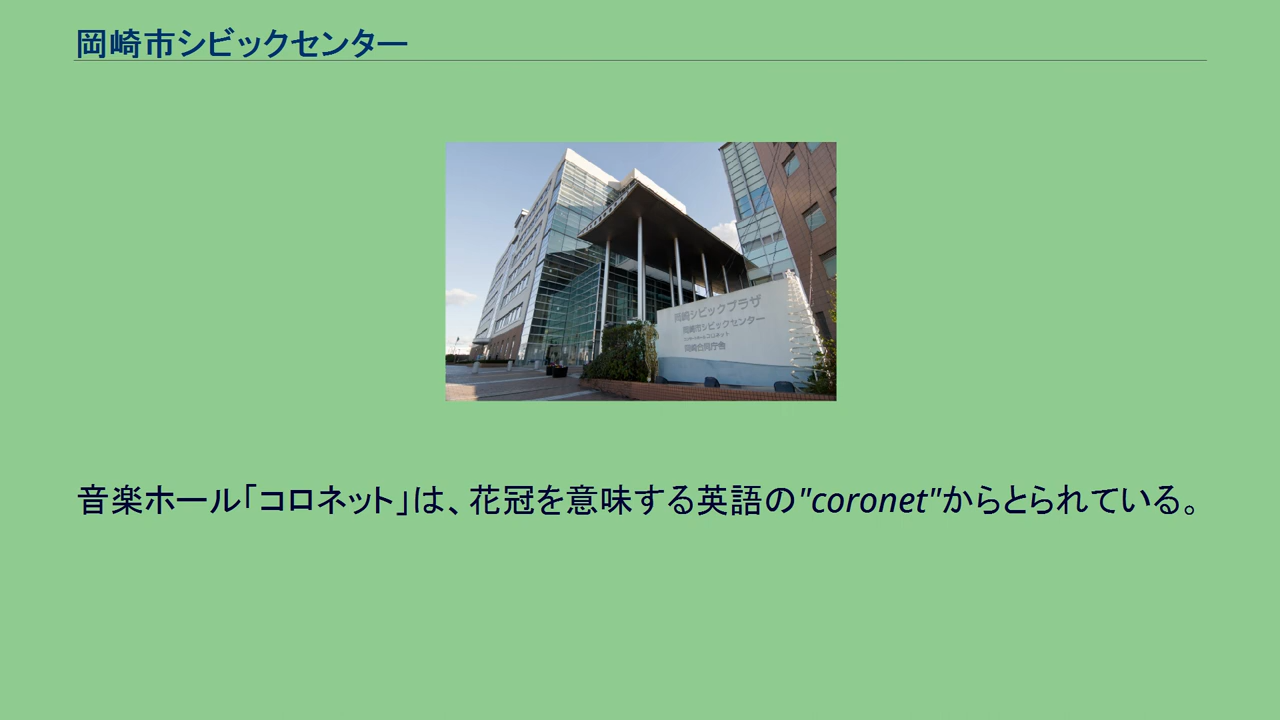 岡崎市シビックセンター
岡崎シビックプラザ
岡崎市シビックセンター
岡崎合同庁舎
音楽ホール「コロネット」は、花冠を意味する英語の"coronet"からとられている。